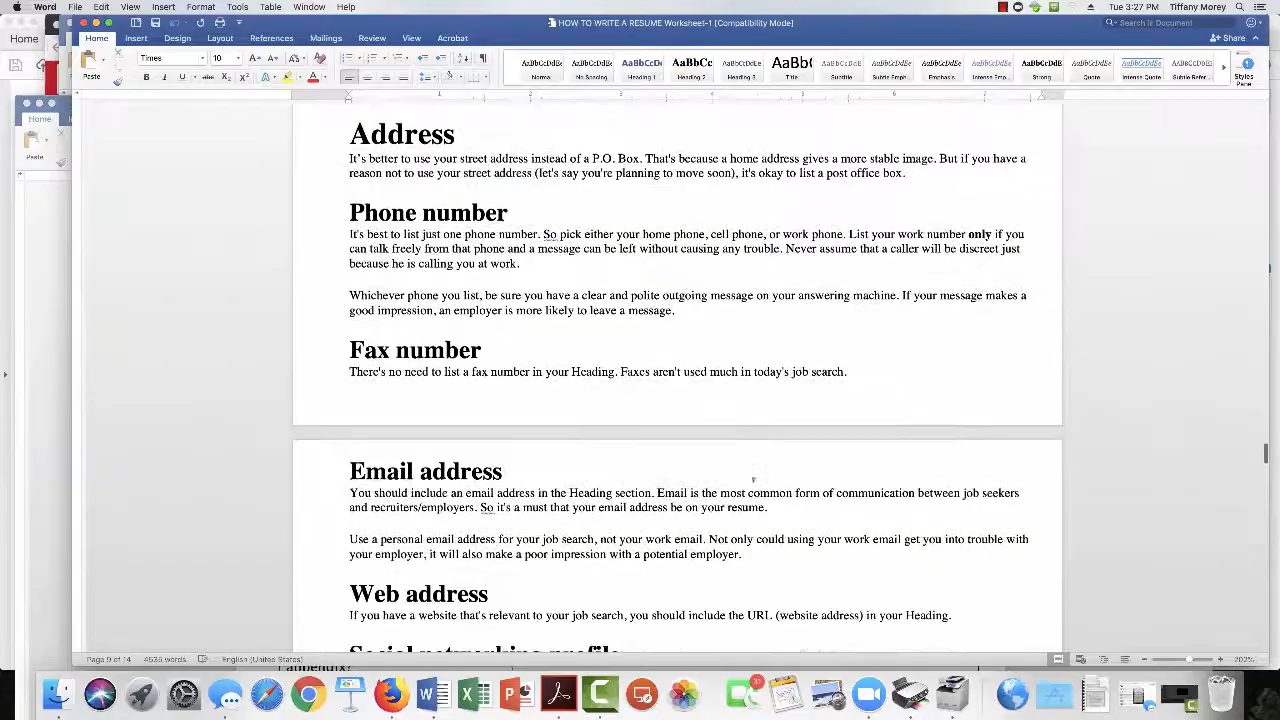 Word File Edit View Insert Format Tools Table Window Help Tue 3:27 PM Tiffany Morey
HOW TO WRITE A RESUME Worksheet-1 [Compatibility Mode]
Search in Document
Home Insert Design Layout References Mailings Review View Acrobat
Share
Home
Paste
Times 10
AaBbCcDdEe AaBbCcDdEe AaBbCcDdE AaBbCc AaBbCcDdE AaBb( AaBbCcDdEe AaBbCcDdEe AaBbCcDdEe AaBbCcDdEe AaBbCcDdEe AaBbCcDdEe AaBbCcDdEe AaBbCcDdEe
Normal No Spacing Heading 1 Heading 2 Heading 3 Title Subtitle Subtle Emph... Emphasis Intense Emp... Strong Quote Intense Quote Subtle Refer...
Styles Pane
Home
Paste
1 2 3 4 5 6 7
Address
It's better to use your street address instead of a P.O. Box. That's because a home address gives a more stable image. But if you have a
reason not to use your street address (let's say you're planning to move soon), it's okay to list a post office box.
Phone number
It's best to list just one phone number. So pick either your home phone, cell phone, or work phone. List your work number only if you
can talk freely from that phone and a message can be left without causing any trouble. Never assume that a caller will be discreet just
because he is calling you at work.
Whichever phone you list, be sure you have a clear and polite outgoing message on your answering machine. If your message makes a
good impression, an employer is more likely to leave a message.
Fax number
There's no need to list a fax number in your Heading. Faxes aren't used much in today's job search.
Email address
You should include an email address in the Heading section. Email is the most common form of communication between job seekers
and recruiters/employers. So it's a must that your email address be on your resume.
Use a personal email address for your job search, not your work email. Not only could using your work email get you into trouble with
your employer, it will also make a poor impression with a potential employer.
Web address
If you have a website that's relevant to your job search, you should include the URL (website address) in your Heading.
Social networking profile
Page 9 of 14 4536 words English (United States) 202%
appendix?
31